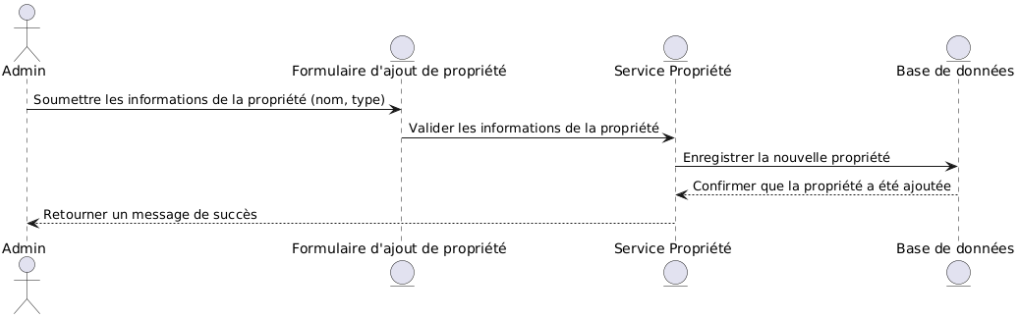 Admin
Formulaire d'ajout de propriété
Service Propriété
Base de données
Soumettre les informations de la propriété (nom, type)
Valider les informations de la propriété
Enregistrer la nouvelle propriété
Confirmer que la propriété a été ajoutée
Retourner un message de succès
Admin
Formulaire d'ajout de propriété
Service Propriété
Base de données